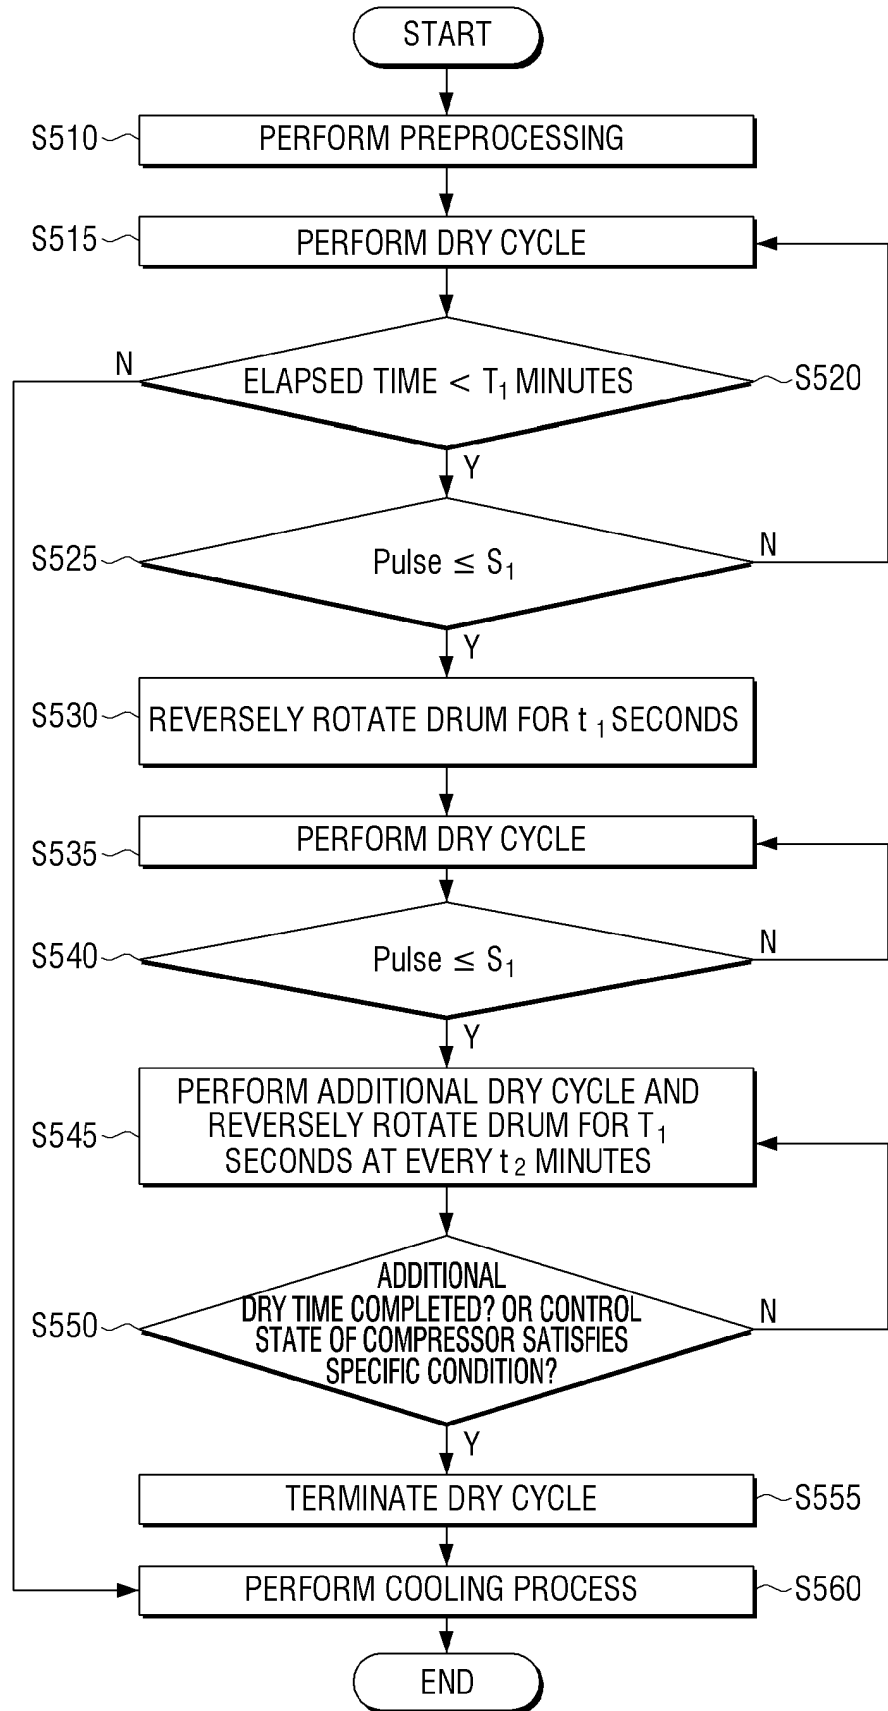 START
S510
PERFORM PREPROCESSING
S515
PERFORM DRY CYCLE
N
ELAPSED TIME < T₁ MINUTES
S520
Y
S525
Pulse ≤ S₁
N
Y
S530
REVERSELY ROTATE DRUM FOR t₁ SECONDS
S535
PERFORM DRY CYCLE
S540
Pulse ≤ S₁
N
Y
S545
PERFORM ADDITIONAL DRY CYCLE AND
REVERSELY ROTATE DRUM FOR T₁
SECONDS AT EVERY t₂ MINUTES
S550
ADDITIONAL
DRY TIME COMPLETED? OR CONTROL
STATE OF COMPRESSOR SATISFIES
SPECIFIC CONDITION?
N
Y
TERMINATE DRY CYCLE
S555
PERFORM COOLING PROCESS
S560
END